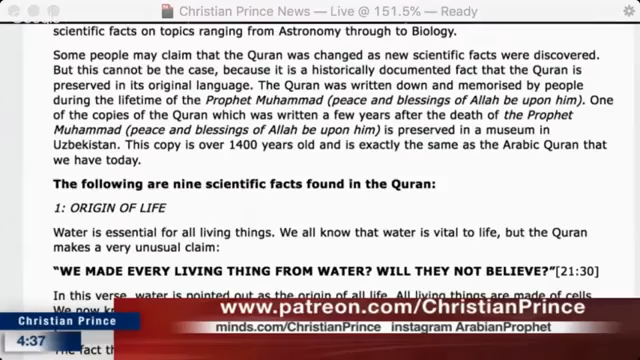 Christian Prince News — Live @ 151.5% — Ready
scientific facts on topics ranging from Astronomy through to Biology.
Some people may claim that the Quran was changed as new scientific facts were discovered.
But this cannot be the case, because it is a historically documented fact that the Quran is
preserved in its original language. The Quran was written down and memorised by people
during the lifetime of the Prophet Muhammad (peace and blessings of Allah be upon him). One
of the copies of the Quran which was written a few years after the death of the Prophet
Muhammad (peace and blessings of Allah be upon him) is preserved in a museum in
Uzbekistan. This copy is over 1400 years old and is exactly the same as the Arabic Quran that
we have today.
The following are nine scientific facts found in the Quran:
1: ORIGIN OF LIFE
Water is essential for all living things. We all know that water is vital to life, but the Quran
makes a very unusual claim:
"WE MADE EVERY LIVING THING FROM WATER? WILL THEY NOT BELIEVE?"[21:30]
In this verse, water is pointed out as the origin of all life. All living things are made of cells.
We now
www.patreon.com/ChristianPrince
Christian Prince
minds.com/ChristianPrince instagram ArabianProphet
4:37
The fact th